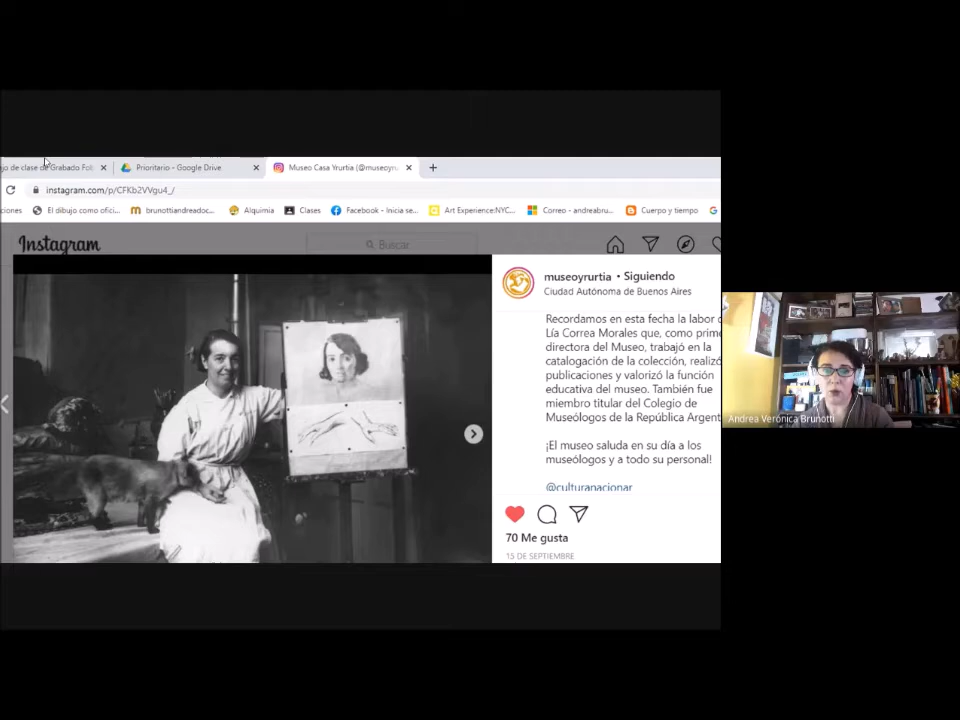 go de clase de Grabado Fot
Prioritario - Google Drive
Museo Casa Yrurtia (@museoyru
instagram.com/p/CFKb2VVgu4_/
ciones
El dibujo como ofici...
brunottiandreadoc...
Alquimia
Clases
Facebook - Inicia se...
Art Experience:NYC...
Correo - andreabru...
Cuerpo y tiempo
G
Instagram
Buscar
museoyrurtia • Siguiendo
Ciudad Autónoma de Buenos Aires
Recordamos en esta fecha la labor
Lía Correa Morales que, como prim
directora del Museo, trabajó en la
catalogación de la colección, realizó
publicaciones y valorizó la función
educativa del museo. También fue
miembro titular del Colegio de
Museólogos de la República Argent
¡El museo saluda en su día a los
museólogos y a todo su personal!
@culturanacionar
70 Me gusta
15 DE SEPTIEMBRE
Andrea Verónica Brunotti